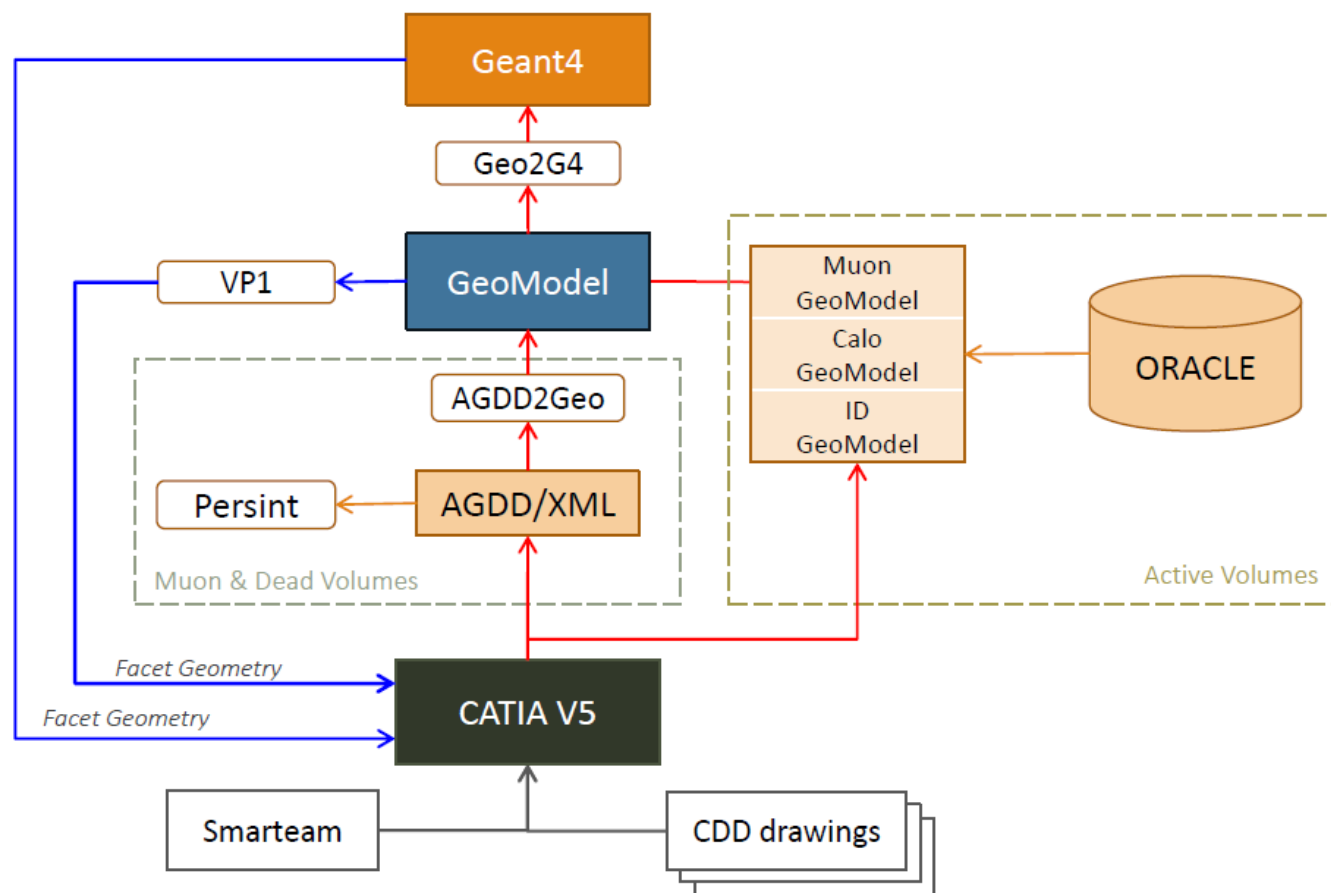 Geant4
Geo2G4
GeoModel
VP1
Muon
GeoModel
Calo
GeoModel
ID
GeoModel
ORACLE
AGDD2Geo
Persint
AGDD/XML
Muon & Dead Volumes
Active Volumes
Facet Geometry
Facet Geometry
CATIA V5
Smarteam
CDD drawings